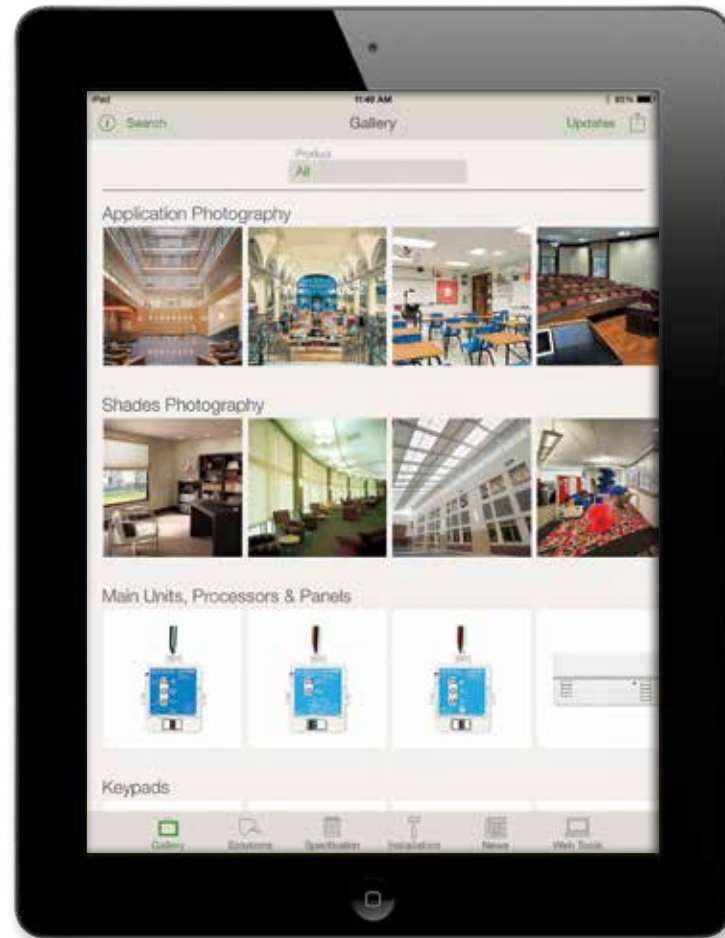 iPad 11:40 AM 85%
Search Gallery Updates
Product
All
Application Photography
Shades Photography
Main Units, Processors & Panels
Keypads
Gallery Solutions Specification Installation News Web Tools